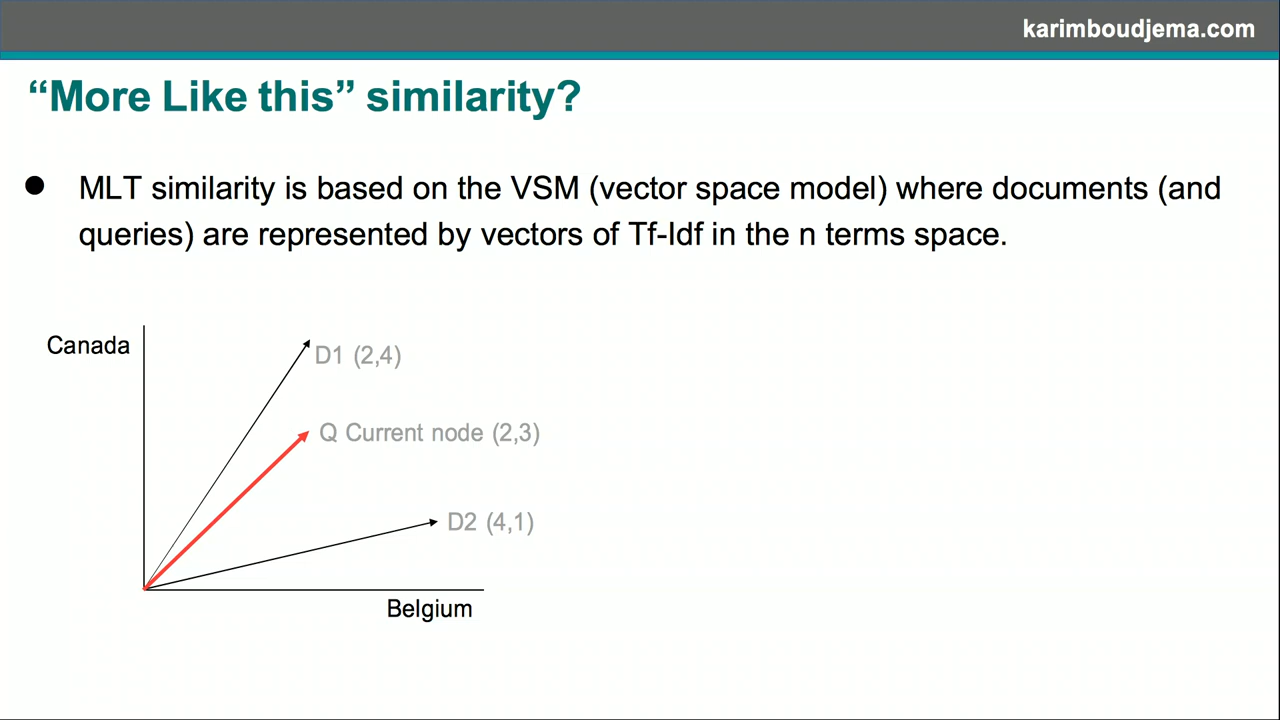 karimboudjema.com
“More Like this” similarity?
● MLT similarity is based on the VSM (vector space model) where documents (and
queries) are represented by vectors of Tf-Idf in the n terms space.
Canada
D1 (2,4)
Q Current node (2,3)
D2 (4,1)
Belgium